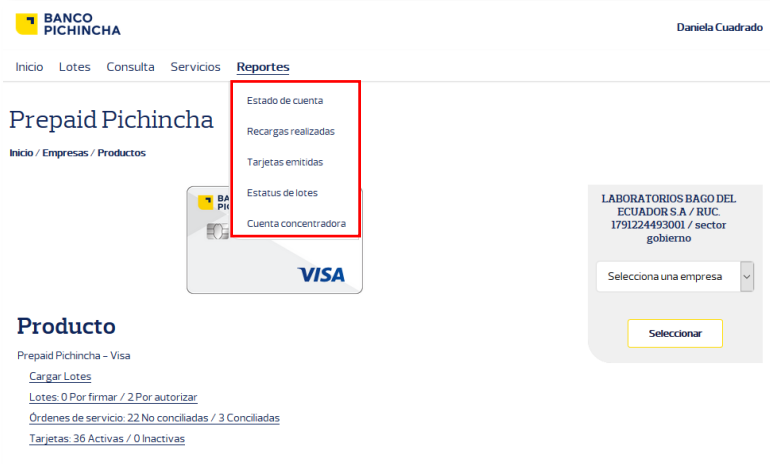 BANCO
PICHINCHA
Daniela Cuadrado
Inicio Lotes Consulta Servicios Reportes
Estado de cuenta
Recargas realizadas
Tarjetas emitidas
Estatus de lotes
Cuenta concentradora
Prepaid Pichincha
Inicio / Empresas / Productos
VISA
LABORATORIOS BAGO DEL
ECUADOR S.A / RUC.
1791224493001 / sector
gobierno
Selecciona una empresa
Seleccionar
Producto
Prepaid Pichincha – Visa
Cargar Lotes
Lotes: 0 Por firmar / 2 Por autorizar
Órdenes de servicio: 22 No conciliadas / 3 Conciliadas
Tarjetas: 36 Activas / 0 Inactivas